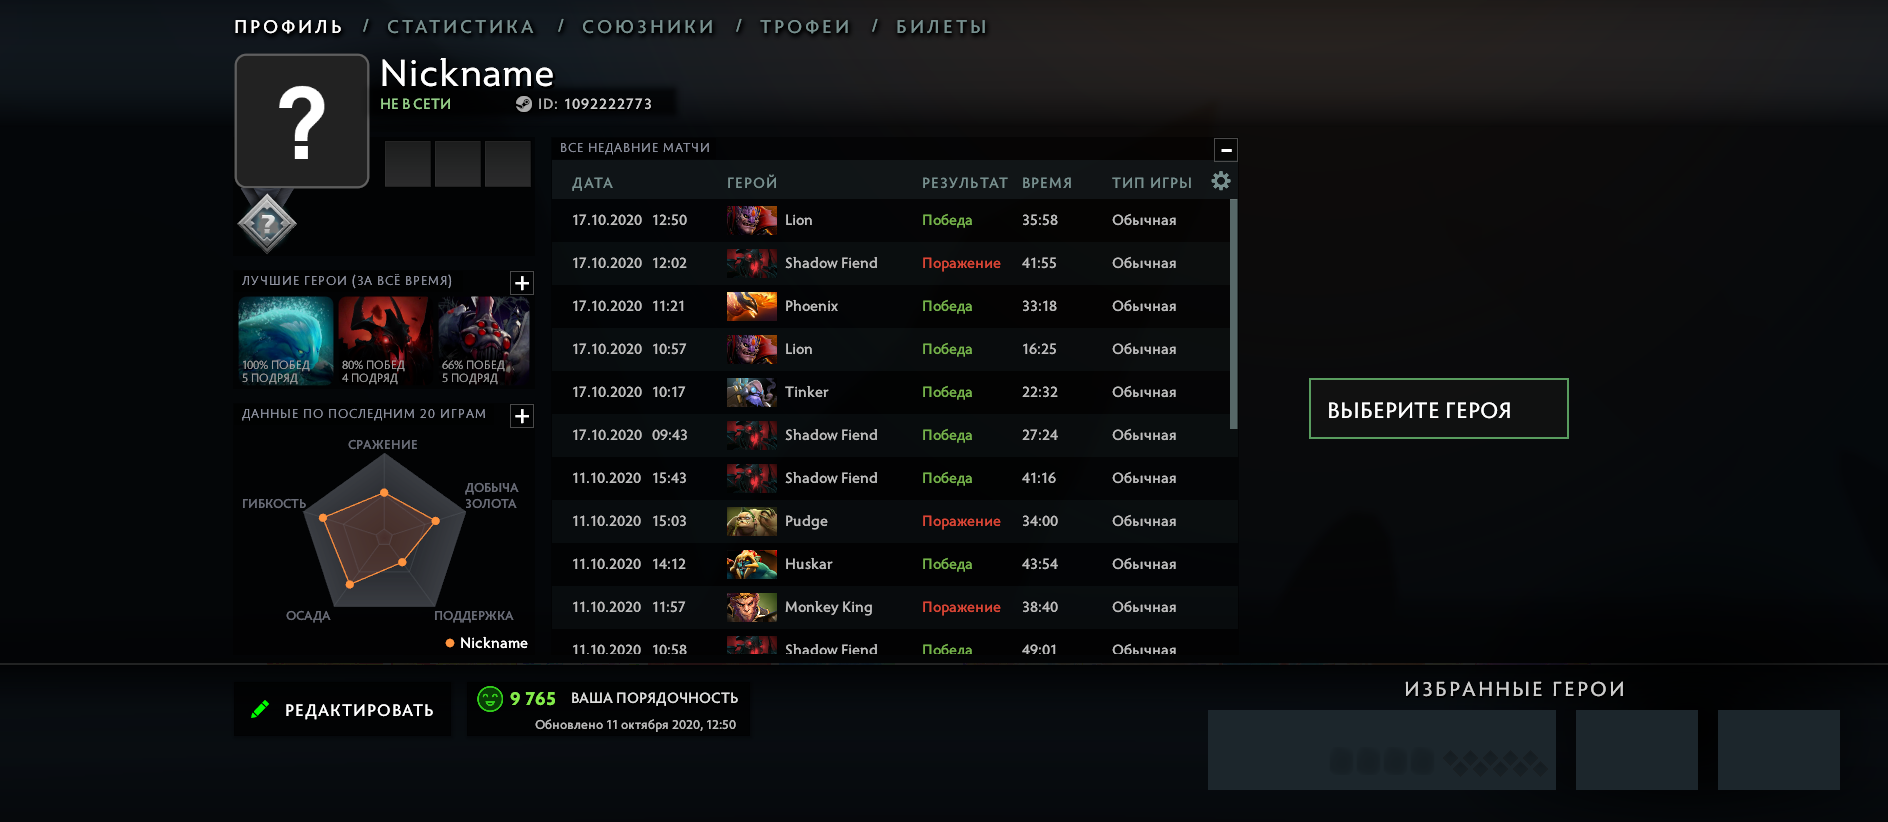 ПРОФИЛЬ / СТАТИСТИКА / СОЮЗНИКИ / ТРОФЕИ / БИЛЕТЫ
?
Nickname
НЕ В СЕТИ ID: 1092222773
?
ЛУЧШИЕ ГЕРОИ (ЗА ВСЁ ВРЕМЯ)
100% ПОБЕД
5 ПОДРЯД
80% ПОБЕД
4 ПОДРЯД
66% ПОБЕД
5 ПОДРЯД
ДАННЫЕ ПО ПОСЛЕДНИМ 20 ИГРАМ
СРАЖЕНИЕ
ДОБЫЧА
ЗОЛОТА
ГИБКОСТЬ
ОСАДА
ПОДДЕРЖКА
Nickname
ВСЕ НЕДАВНИЕ МАТЧИ
ДАТА ГЕРОЙ РЕЗУЛЬТАТ ВРЕМЯ ТИП ИГРЫ
17.10.2020 12:50 Lion Победа 35:58 Обычная
17.10.2020 12:02 Shadow Fiend Поражение 41:55 Обычная
17.10.2020 11:21 Phoenix Победа 33:18 Обычная
17.10.2020 10:57 Lion Победа 16:25 Обычная
17.10.2020 10:17 Tinker Победа 22:32 Обычная
17.10.2020 09:43 Shadow Fiend Победа 27:24 Обычная
11.10.2020 15:43 Shadow Fiend Победа 41:16 Обычная
11.10.2020 15:03 Pudge Поражение 34:00 Обычная
11.10.2020 14:12 Huskar Победа 43:54 Обычная
11.10.2020 11:57 Monkey King Поражение 38:40 Обычная
11.10.2020 10:58 Shadow Fiend Победа 49:01 Обычная
ВЫБЕРИТЕ ГЕРОЯ
РЕДАКТИРОВАТЬ
9 765 ВАША ПОРЯДОЧНОСТЬ
Обновлено 11 октября 2020, 12:50
ИЗБРАННЫЕ ГЕРОИ